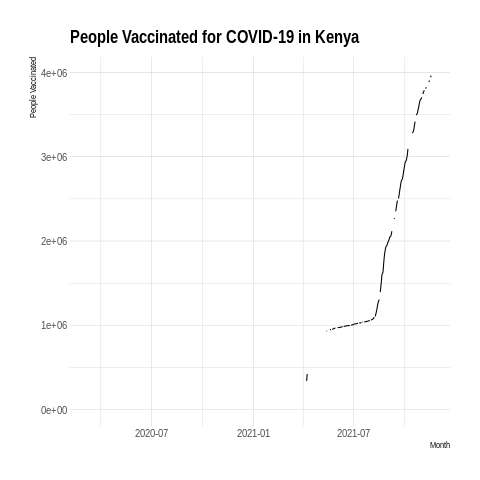 People Vaccinated for COVID-19 in Kenya
People Vaccinated
4e+06
3e+06
2e+06
1e+06
0e+00
2020-07
2021-01
2021-07
Month